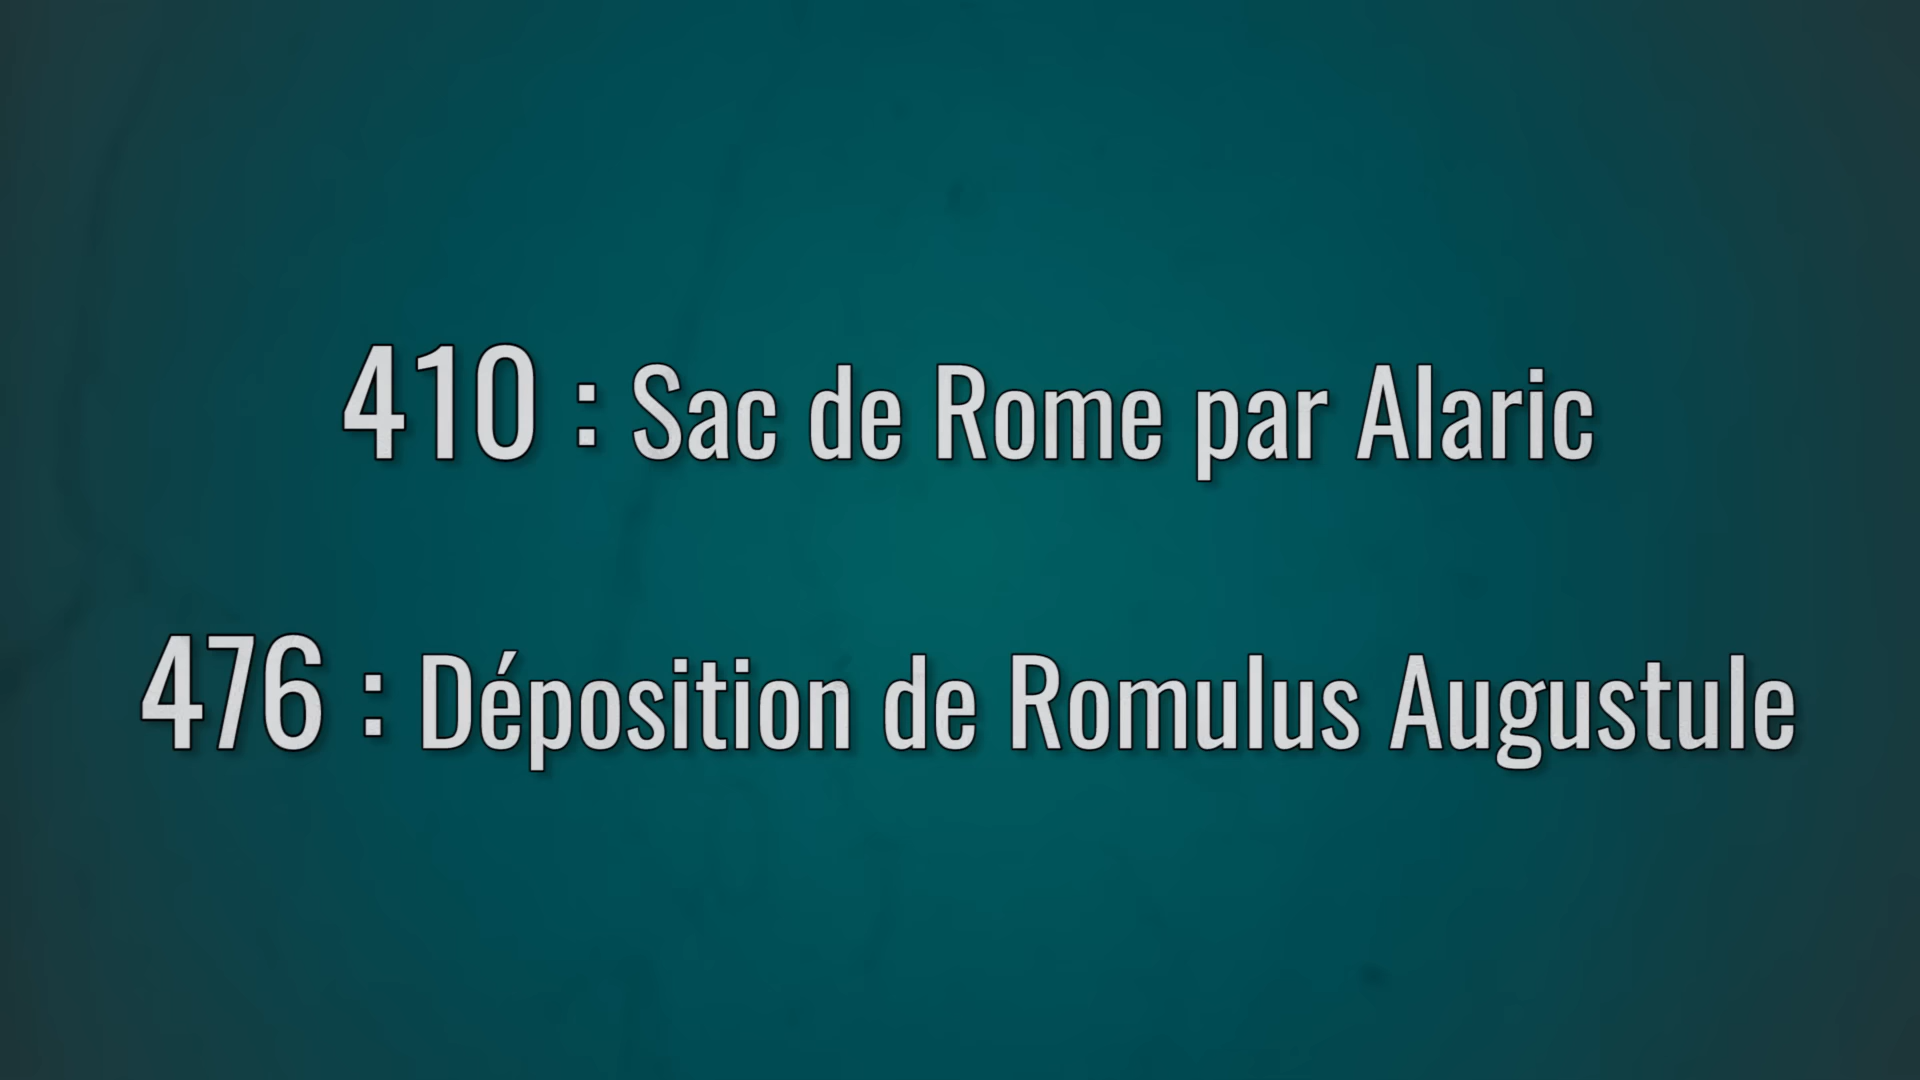 410 : Sac de Rome par Alaric
476 : Déposition de Romulus Augustule